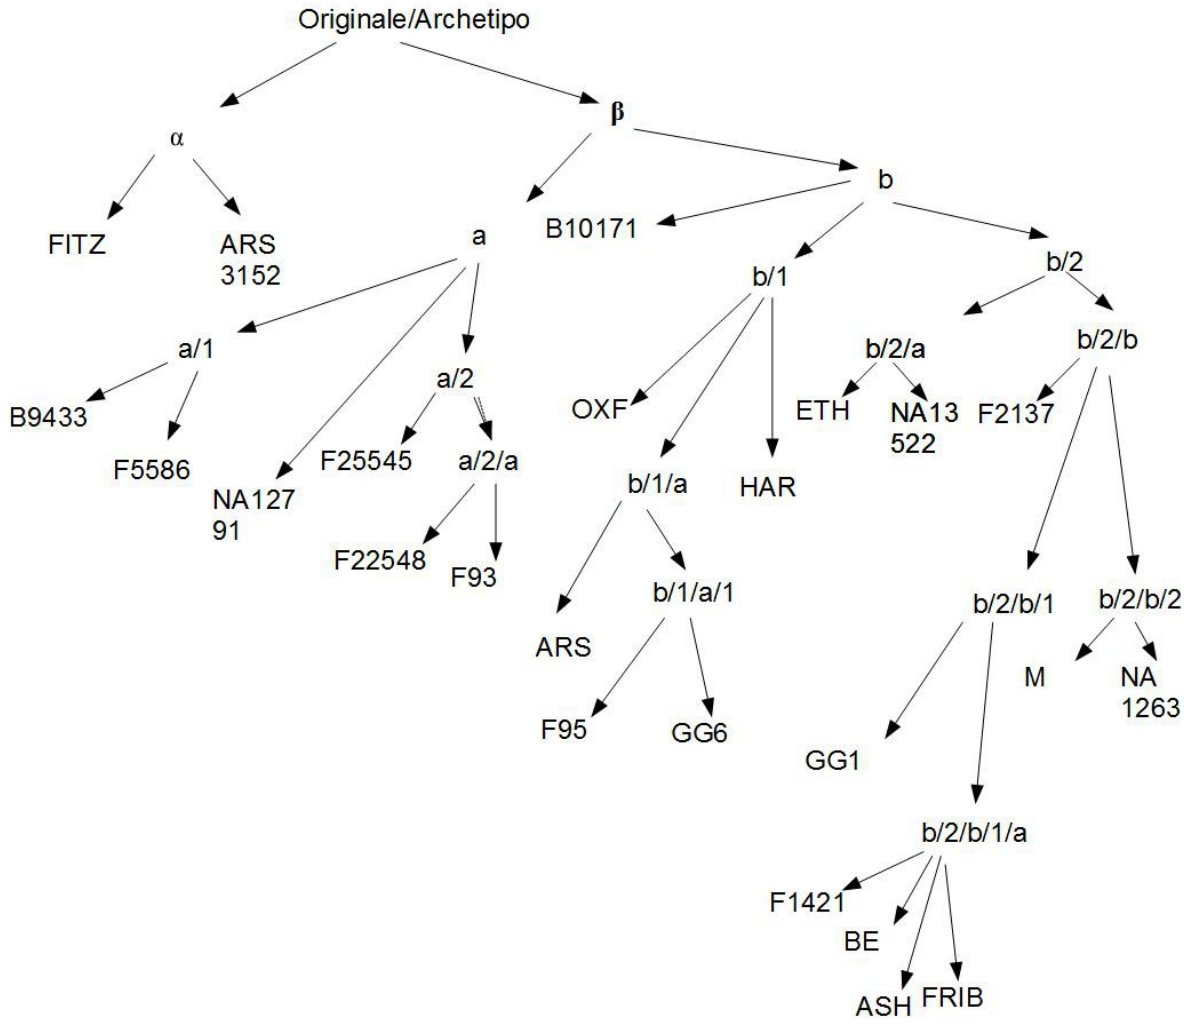 Originale/Archetipo
α
β
FITZ
ARS
3152
a
B10171
b
b/1
b/2
a/1
B9433
F5586
NA127
91
a/2
F25545
a/2/a
F22548
F93
OXF
b/1/a
HAR
ARS
b/1/a/1
F95
GG6
b/2/a
ETH
NA13
522
b/2/b
F2137
b/2/b/1
b/2/b/2
M
NA
1263
GG1
b/2/b/1/a
F1421
BE
ASH
FRIB